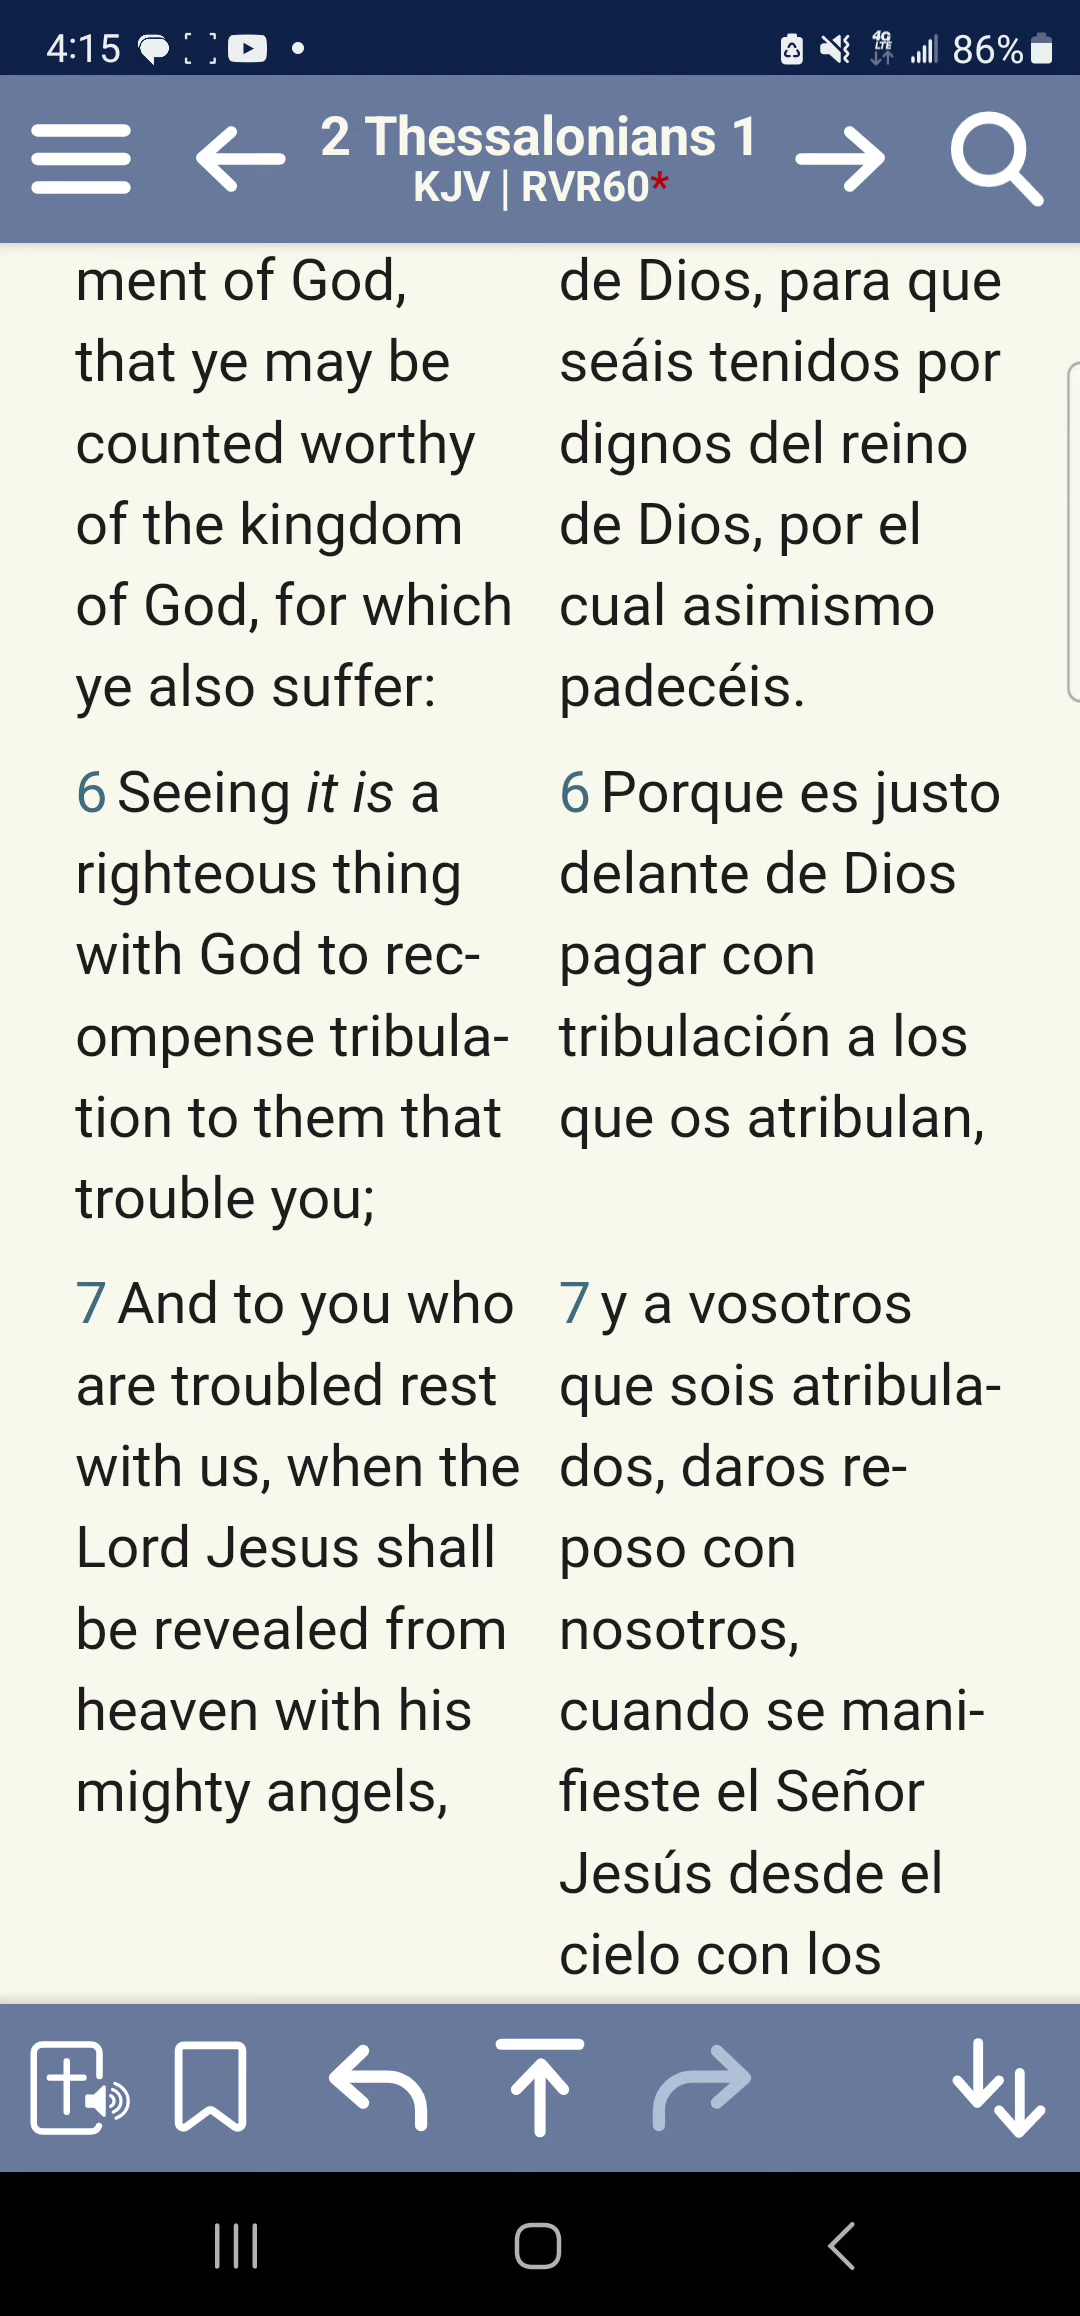 4:15
4G
LTE
86%
2 Thessalonians 1
KJV | RVR60*
ment of God,
that ye may be
counted worthy
of the kingdom
of God, for which
ye also suffer:
6 Seeing it is a
righteous thing
with God to rec-
ompense tribula-
tion to them that
trouble you;
7 And to you who
are troubled rest
with us, when the
Lord Jesus shall
be revealed from
heaven with his
mighty angels,
de Dios, para que
seáis tenidos por
dignos del reino
de Dios, por el
cual asimismo
padecéis.
6 Porque es justo
delante de Dios
pagar con
tribulación a los
que os atribulan,
7 y a vosotros
que sois atribula-
dos, daros re-
poso con
nosotros,
cuando se mani-
fieste el Señor
Jesús desde el
cielo con los